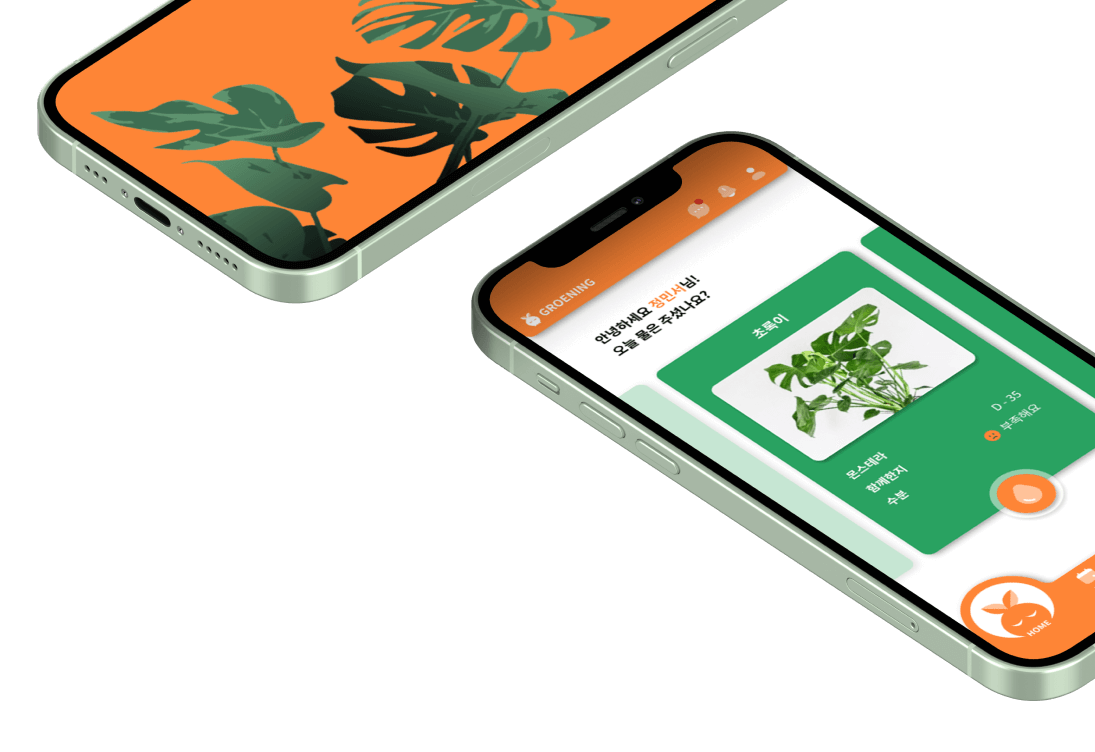 GROENING
안녕하세요 정민서님!
오늘 물은 주셨나요?
초록이
몬스테라
함께한지 D - 35
수분 부족해요
HOME